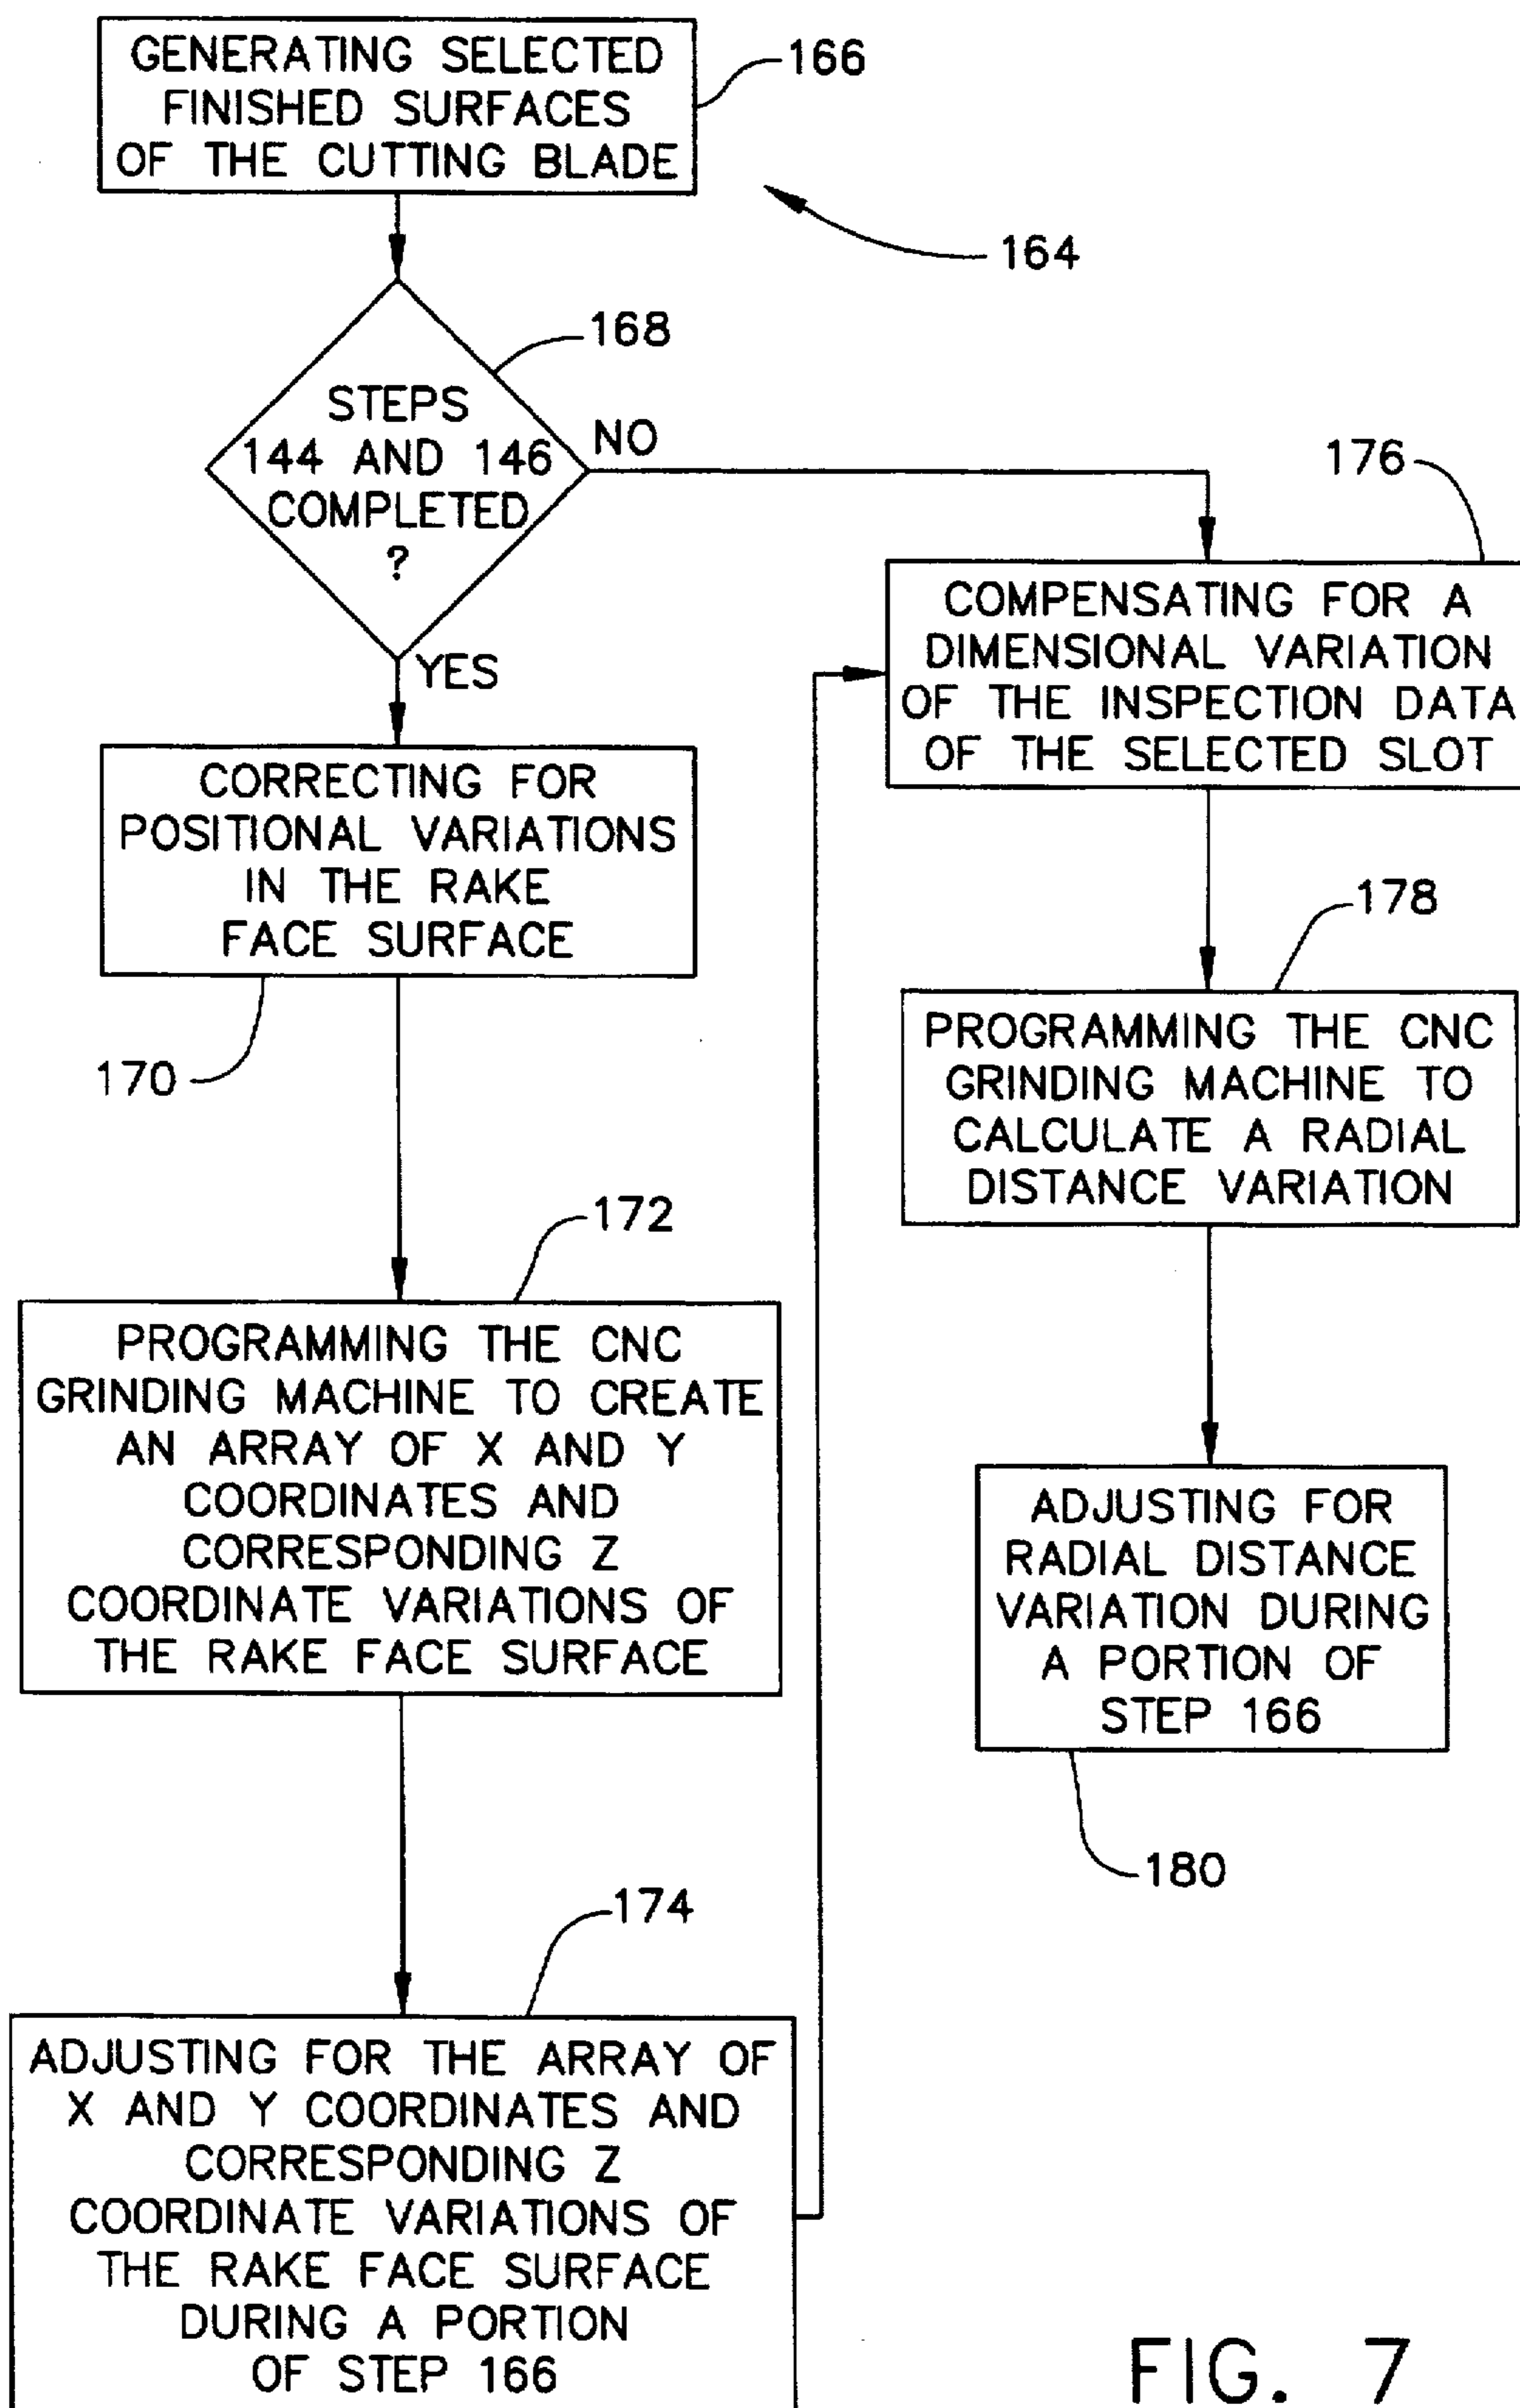 GENERATING SELECTED
FINISHED SURFACES
OF THE CUTTING BLADE
166
164
168
STEPS
144 AND 146
COMPLETED
?
NO
YES
176
COMPENSATING FOR A
DIMENSIONAL VARIATION
OF THE INSPECTION DATA
OF THE SELECTED SLOT
CORRECTING FOR
POSITIONAL VARIATIONS
IN THE RAKE
FACE SURFACE
170
178
PROGRAMMING THE CNC
GRINDING MACHINE TO
CALCULATE A RADIAL
DISTANCE VARIATION
172
PROGRAMMING THE CNC
GRINDING MACHINE TO CREATE
AN ARRAY OF X AND Y
COORDINATES AND
CORRESPONDING Z
COORDINATE VARIATIONS OF
THE RAKE FACE SURFACE
ADJUSTING FOR
RADIAL DISTANCE
VARIATION DURING
A PORTION OF
STEP 166
180
174
ADJUSTING FOR THE ARRAY OF
X AND Y COORDINATES AND
CORRESPONDING Z
COORDINATE VARIATIONS OF
THE RAKE FACE SURFACE
DURING A PORTION
OF STEP 166
FIG. 7